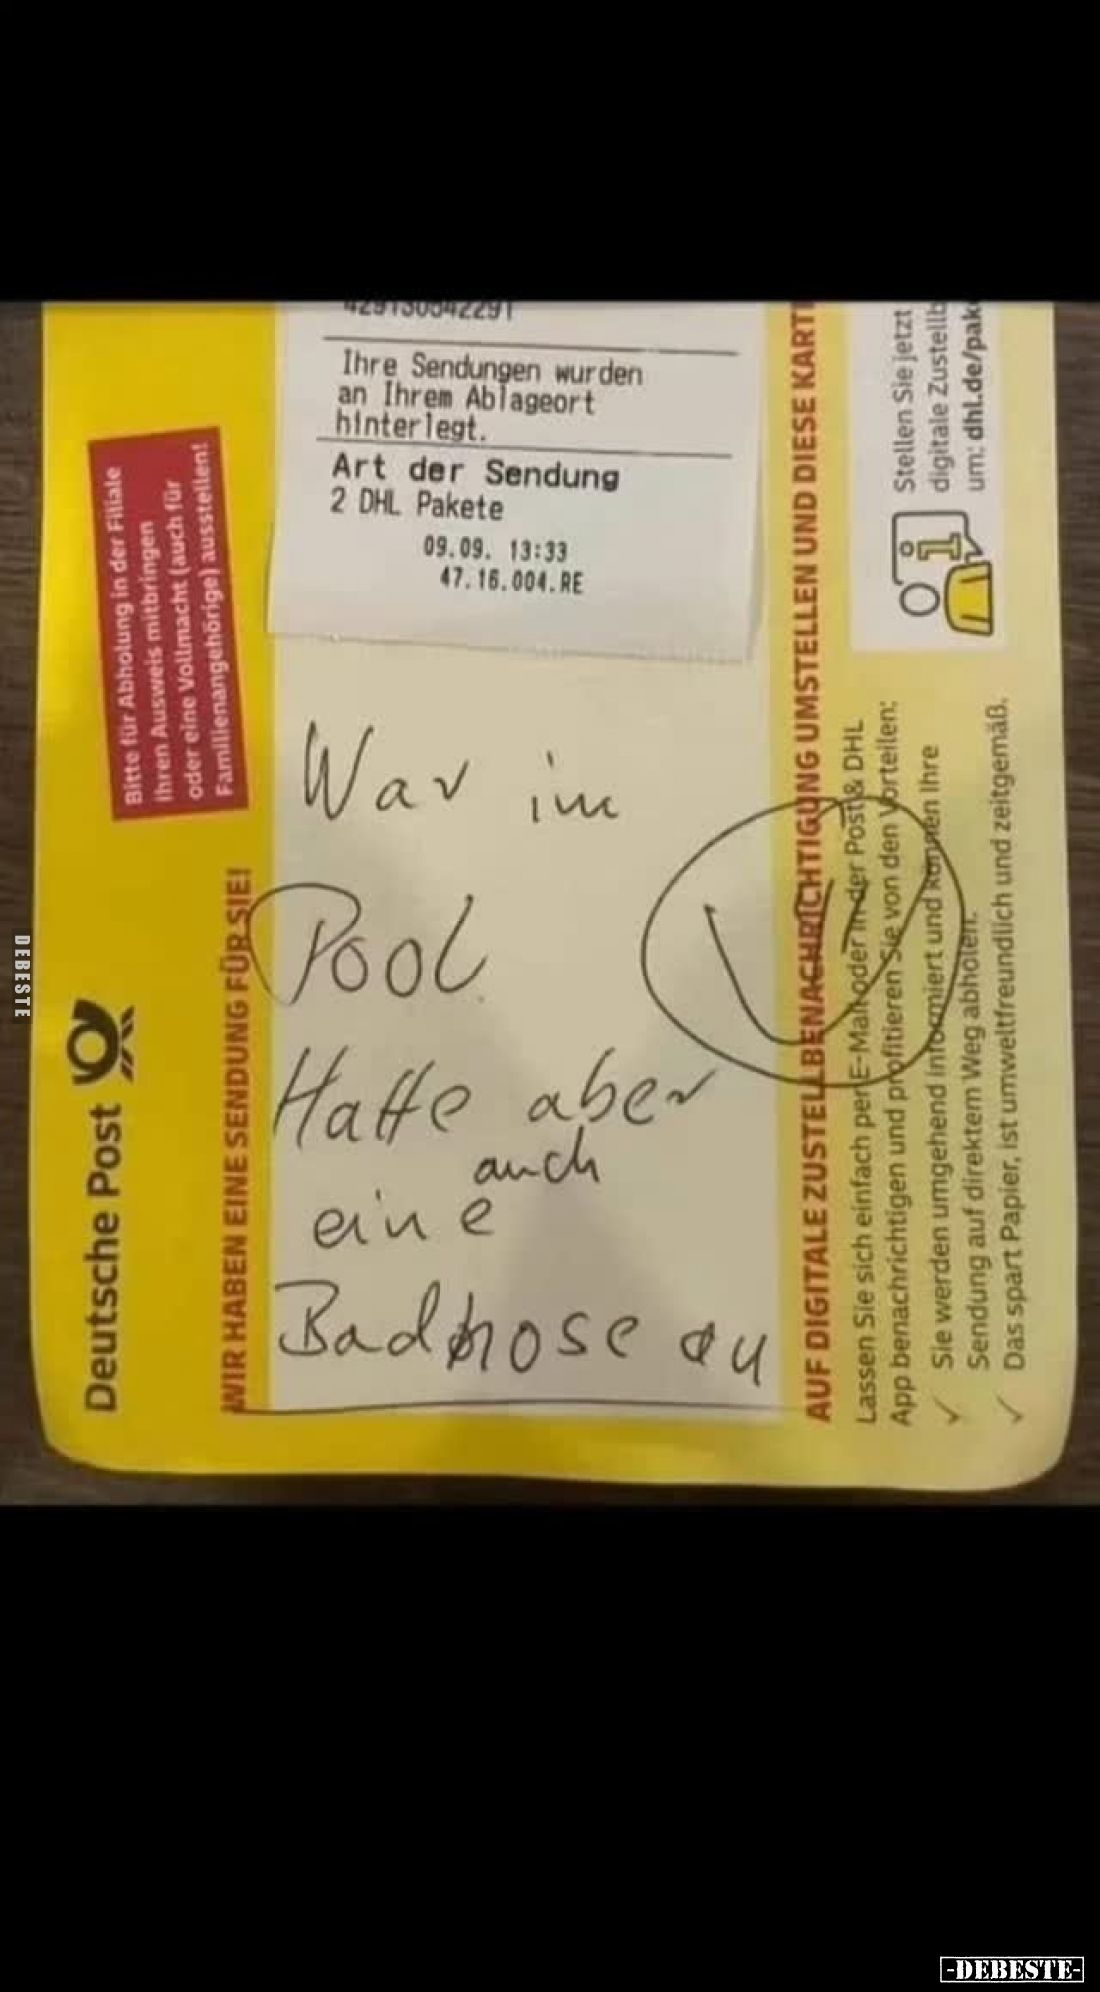 429130542291
Ihre Sendungen wurden
an Ihrem Ablageort
hinterlegt.
Art der Sendung
2 DHL Pakete
09.09. 13:33
47.16.004.RE
War im
Pool
Hatte aber
auch
eine
Badhose an
Deutsche Post
Bitte für Abholung in der Filiale
Ihren Ausweis mitbringen
oder eine Vollmacht (auch für
Familienangehörige) ausstellen!
WIR HABEN EINE SENDUNG FÜR SIE!
AUF DIGITALE ZUSTELLBENACHRICHTIGUNG UMSTELLEN UND DIESE
Lassen Sie sich einfach per E-Mail oder in der Post & DHL
App benachrichtigen und profitieren Sie von den Vorteilen:
✓ Sie werden umgehend informiert und können Ihre
Sendung auf direktem Weg abholen.
✓ Das spart Papier, ist umweltfreundlich und zeitgemäß.
Stellen Sie jetzt
digitale
um: dhl.de/pak
DEBESTE
-DEBESTE-